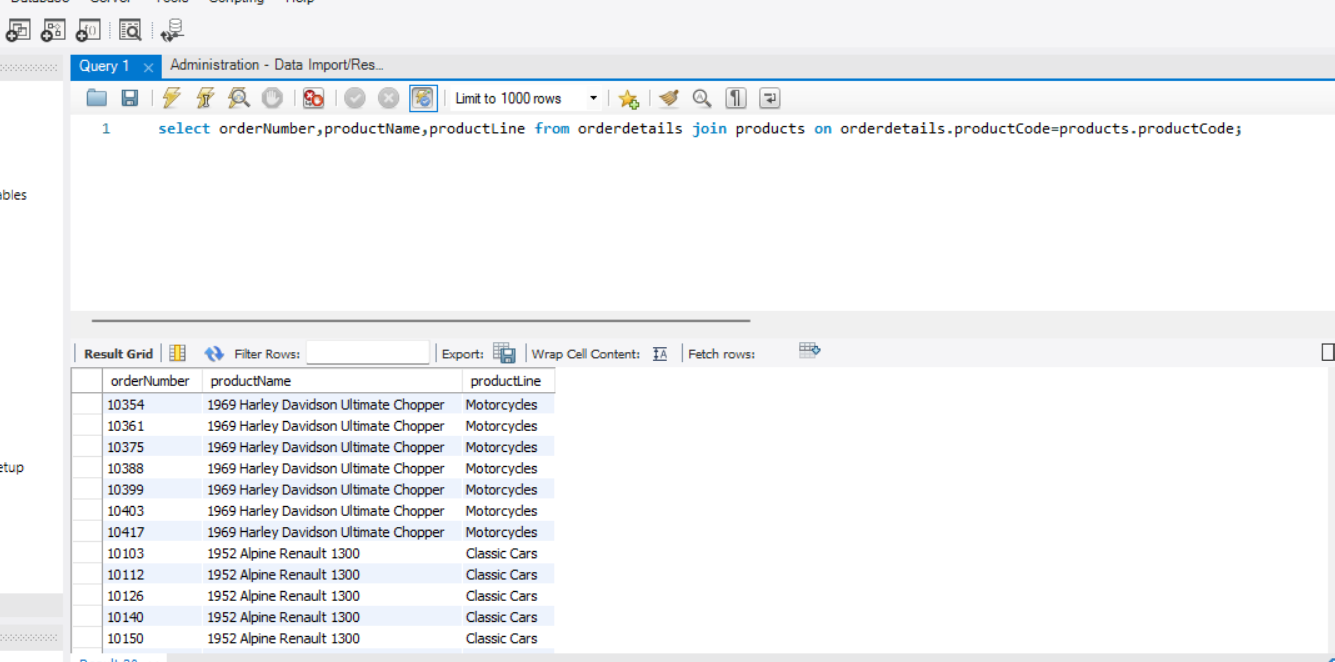 Database Server Tools Scripting Help
Query 1 Administration - Data Import/Res...
Limit to 1000 rows
1 select orderNumber,productName,productLine from orderdetails join products on orderdetails.productCode=products.productCode;
Result Grid Filter Rows: Export: Wrap Cell Content: Fetch rows:
orderNumber productName productLine
10354 1969 Harley Davidson Ultimate Chopper Motorcycles
10361 1969 Harley Davidson Ultimate Chopper Motorcycles
10375 1969 Harley Davidson Ultimate Chopper Motorcycles
10388 1969 Harley Davidson Ultimate Chopper Motorcycles
10399 1969 Harley Davidson Ultimate Chopper Motorcycles
10403 1969 Harley Davidson Ultimate Chopper Motorcycles
10417 1969 Harley Davidson Ultimate Chopper Motorcycles
10103 1952 Alpine Renault 1300 Classic Cars
10112 1952 Alpine Renault 1300 Classic Cars
10126 1952 Alpine Renault 1300 Classic Cars
10140 1952 Alpine Renault 1300 Classic Cars
10150 1952 Alpine Renault 1300 Classic Cars
ables
etup